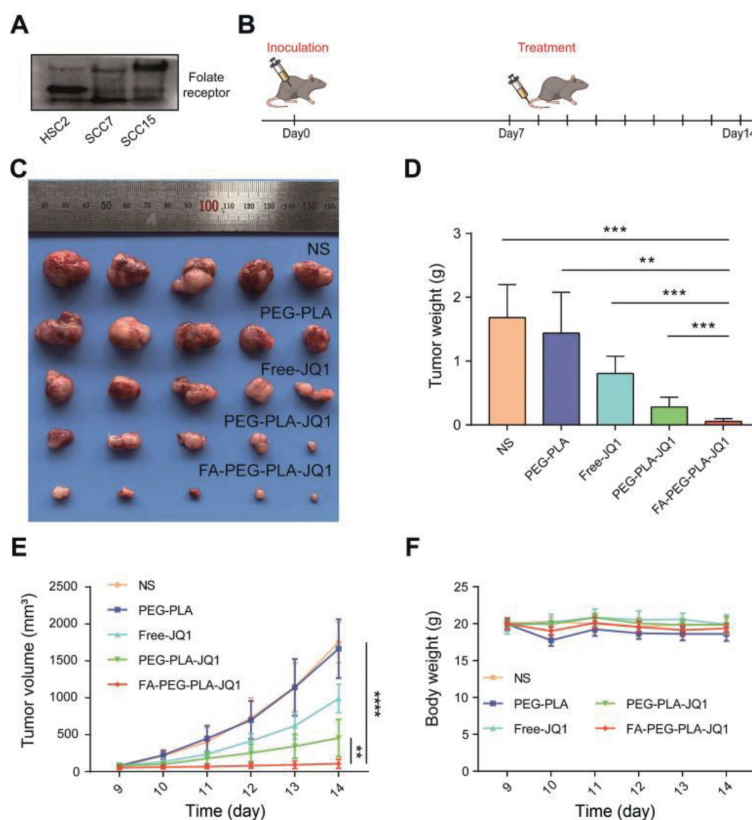 A
Folate
receptor
HSC2
SCC7
SCC15
B
Inoculation
Treatment
Day0
Day7
Day14
C
50
100
110
NS
PEG-PLA
Free-JQ1
PEG-PLA-JQ1
FA-PEG-PLA-JQ1
D
***
**
***
***
Tumor weight (g)
3
2
1
0
NS
PEG-PLA
Free-JQ1
PEG-PLA-JQ1
FA-PEG-PLA-JQ1
E
Tumor volume (mm³)
2500
2000
1500
1000
500
0
NS
PEG-PLA
Free-JQ1
PEG-PLA-JQ1
FA-PEG-PLA-JQ1
****
**
9 10 11 12 13 14
Time (day)
F
Body weight (g)
25
20
15
10
5
0
NS
PEG-PLA
Free-JQ1
PEG-PLA-JQ1
FA-PEG-PLA-JQ1
9 10 11 12 13 14
Time (day)